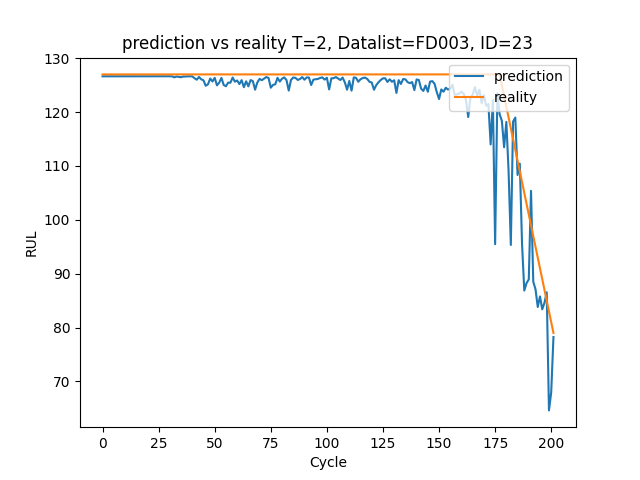 prediction vs reality T=2, Datalist=FD003, ID=23
prediction
reality
130
120
110
100
90
80
70
RUL
0 25 50 75 100 125 150 175 200
Cycle